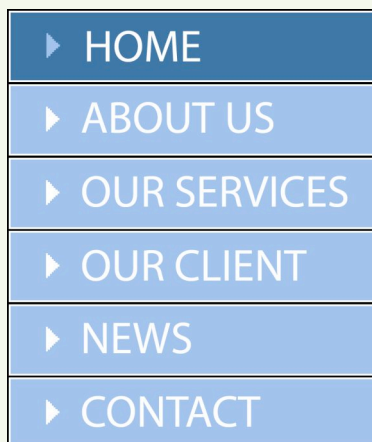 HOME
ABOUT US
OUR SERVICES
OUR CLIENT
NEWS
CONTACT